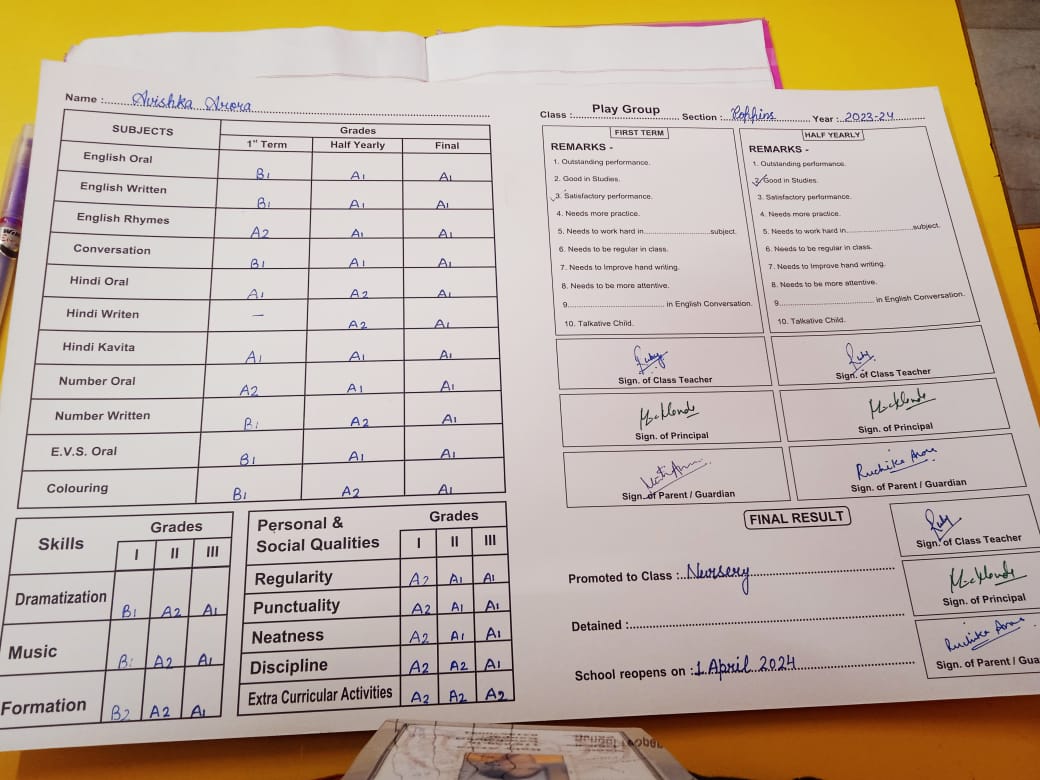 Name : Avishka Arora
SUBJECTS Grades
1st Term Half Yearly Final
English Oral B1 A1 A1
English Written B1 A1 A1
English Rhymes A2 A1 A1
Conversation B1 A1 A1
Hindi Oral A1 A2 A1
Hindi Writen — A2 A1
Hindi Kavita A1 A1 A1
Number Oral A2 A1 A1
Number Written B1 A2 A1
E.V.S. Oral B1 A1 A1
Colouring B1 A2 A1
Skills Grades
I II III
Dramatization B1 A2 A1
Music B1 A2 A1
Formation B2 A2 A1
Personal & Social Qualities Grades
I II III
Regularity A2 A1 A1
Punctuality A2 A1 A1
Neatness A2 A1 A1
Discipline A2 A2 A1
Extra Curricular Activities A2 A2 A2
Class : Play Group Section : Poppins Year : 2023-24
FIRST TERM
REMARKS -
1. Outstanding performance.
2. Good in Studies.
3. Satisfactory performance.
4. Needs more practice.
5. Needs to work hard in.............................subject.
6. Needs to be regular in class.
7. Needs to Improve hand writing.
8. Needs to be more attentive.
9............................... in English Conversation.
10. Talkative Child.
Sign. of Class Teacher
Sign. of Principal
Sign. of Parent / Guardian
HALF YEARLY
REMARKS -
1. Outstanding performance.
2. Good in Studies.
3. Satisfactory performance.
4. Needs more practice.
5. Needs to work hard in.............................subject.
6. Needs to be regular in class.
7. Needs to Improve hand writing.
8. Needs to be more attentive.
9............................... in English Conversation.
10. Talkative Child.
Sign. of Class Teacher
Sign. of Principal
Ruchika Arora
Sign. of Parent / Guardian
FINAL RESULT
Promoted to Class : Nursery
Detained :
School reopens on : 1 April 2024
Sign. of Class Teacher
Sign. of Principal
Ruchika Arora
Sign. of Parent / Gua